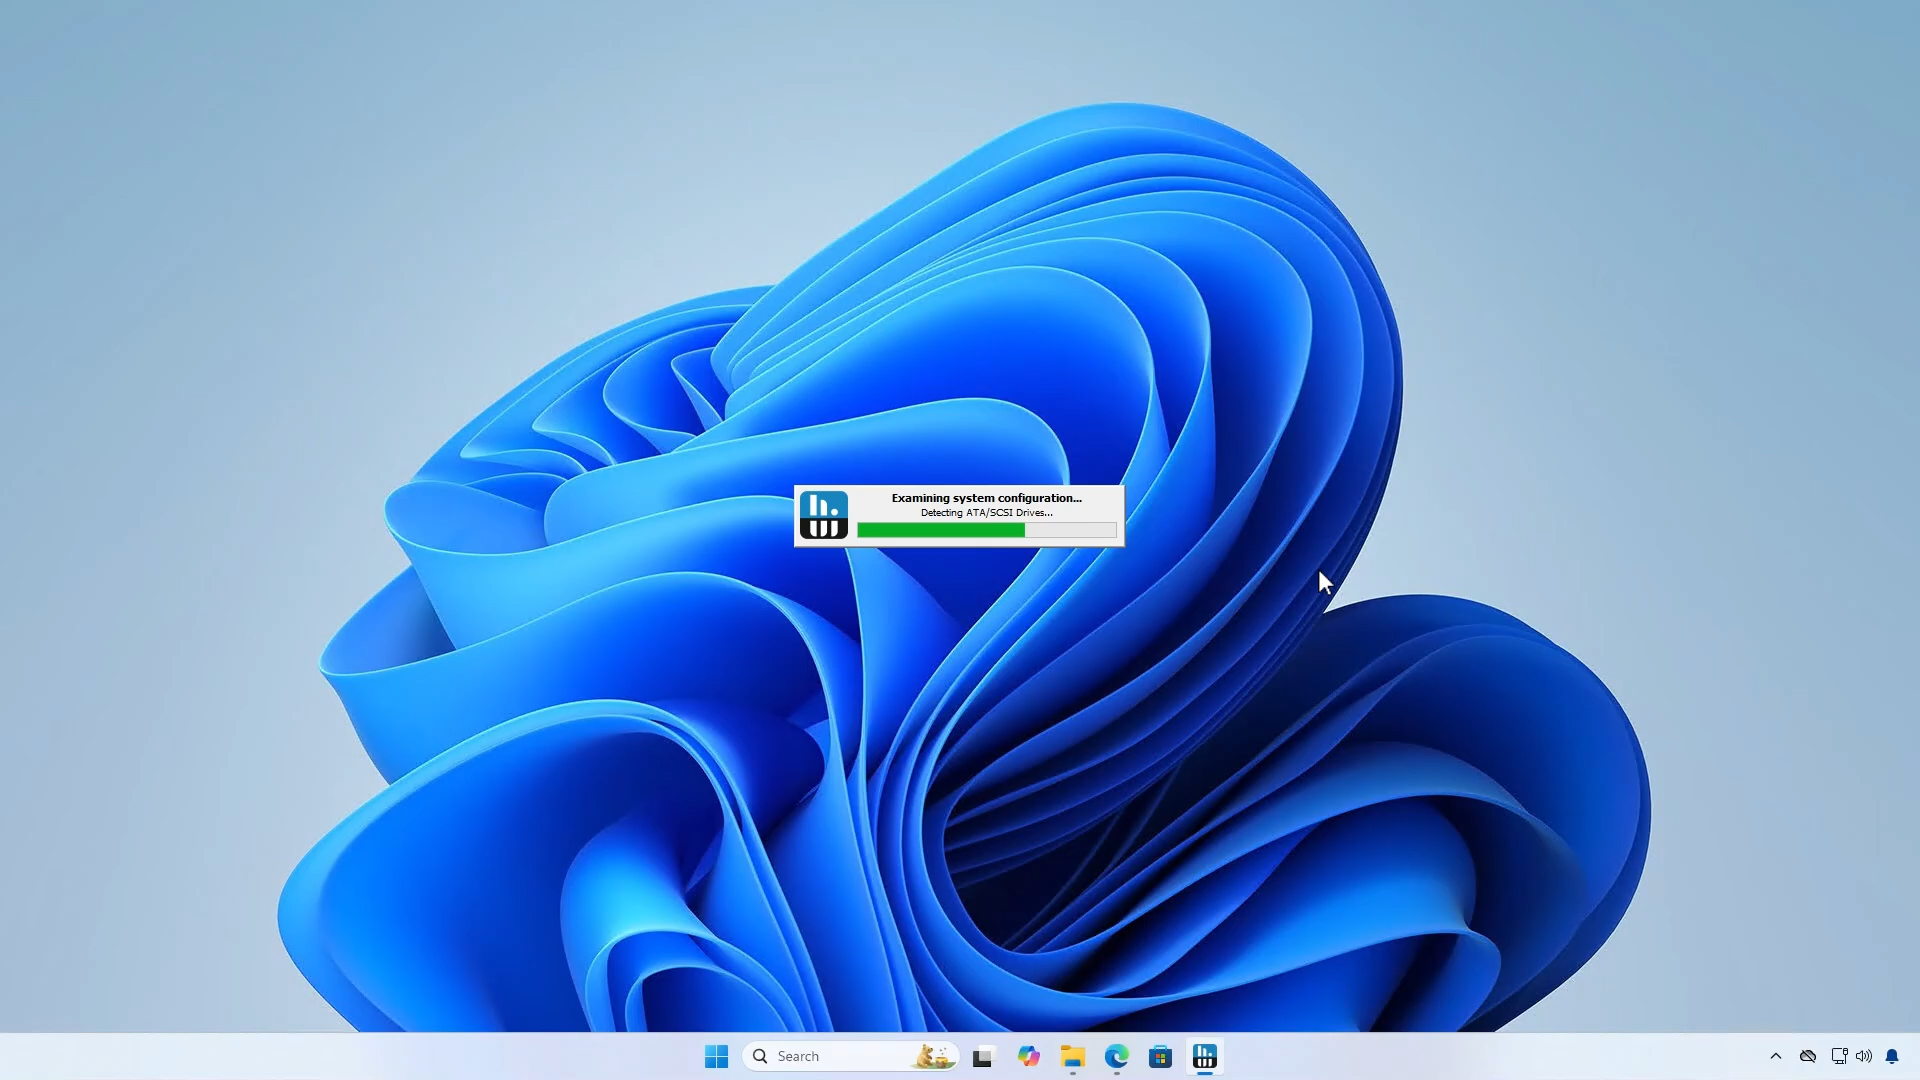 Examining system configuration...
Detecting ATA/SCSI Drives...
Search